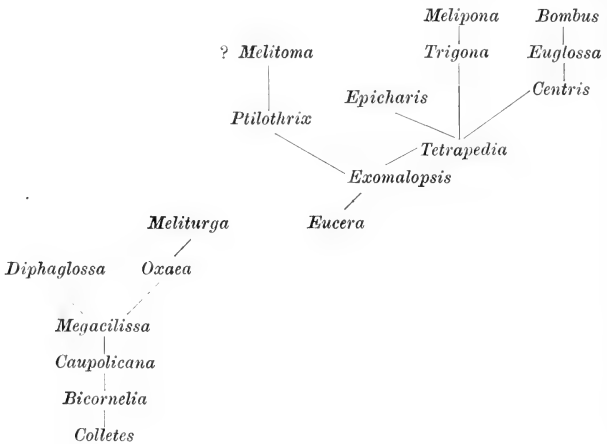 Melipona Bombus
? Melitoma Trigona Euglossa
Epicharis Centris
Ptilothrix
Tetrapedia
Exomalopsis
Meliturga Eucera
Diphaglossa Oxaea
Megacilissa
Caupolicana
Bicornelia
Colletes